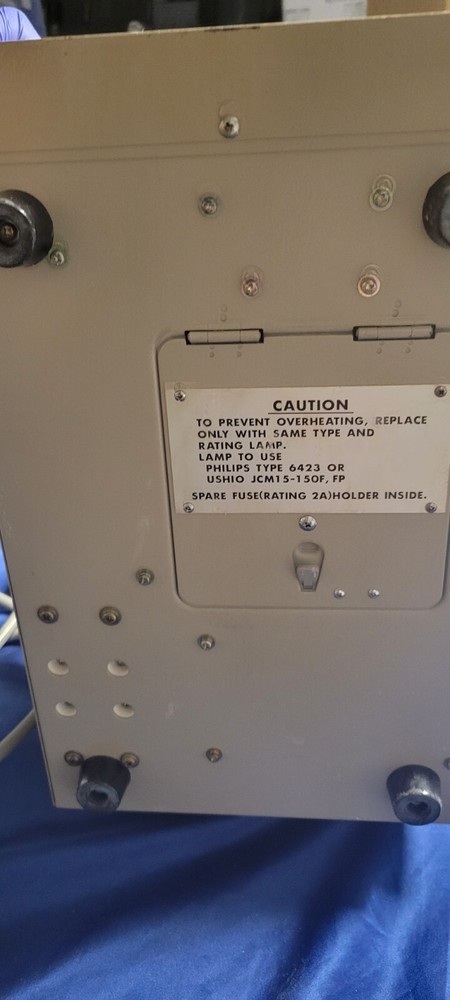 CAUTION
TO PREVENT OVERHEATING, REPLACE
ONLY WITH SAME TYPE AND
RATING LAMP.
LAMP TO USE
PHILIPS TYPE 6423 OR
USHIO JCM15-150F, FP
SPARE FUSE(RATING 2A)HOLDER INSIDE.